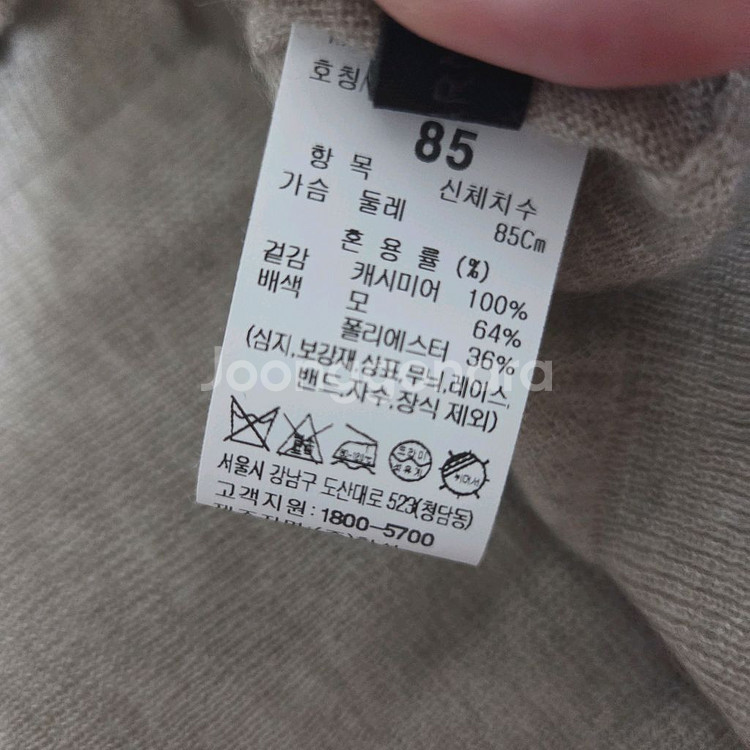 호칭
85
항 목 신체치수
가슴 둘레 85Cm
혼 용 률 (%)
겉감 캐시미어 100%
배색 모 64%
폴리에스터 36%
(심지,보강재,상표,무늬,레이스,
밴드,자수,장식 제외)
서울시 강남구 도산대로 523(청담동)
고객지원 : 1800-5700
Joonggonara